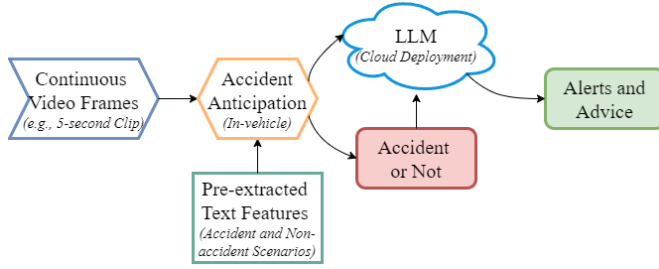 Continuous
Video Frames
(e.g., 5-second Clip)
Accident
Anticipation
(In-vehicle)
LLM
(Cloud Deployment)
Alerts and
Advice
Accident
or Not
Pre-extracted
Text Features
(Accident and Non-
accident Scenarios)